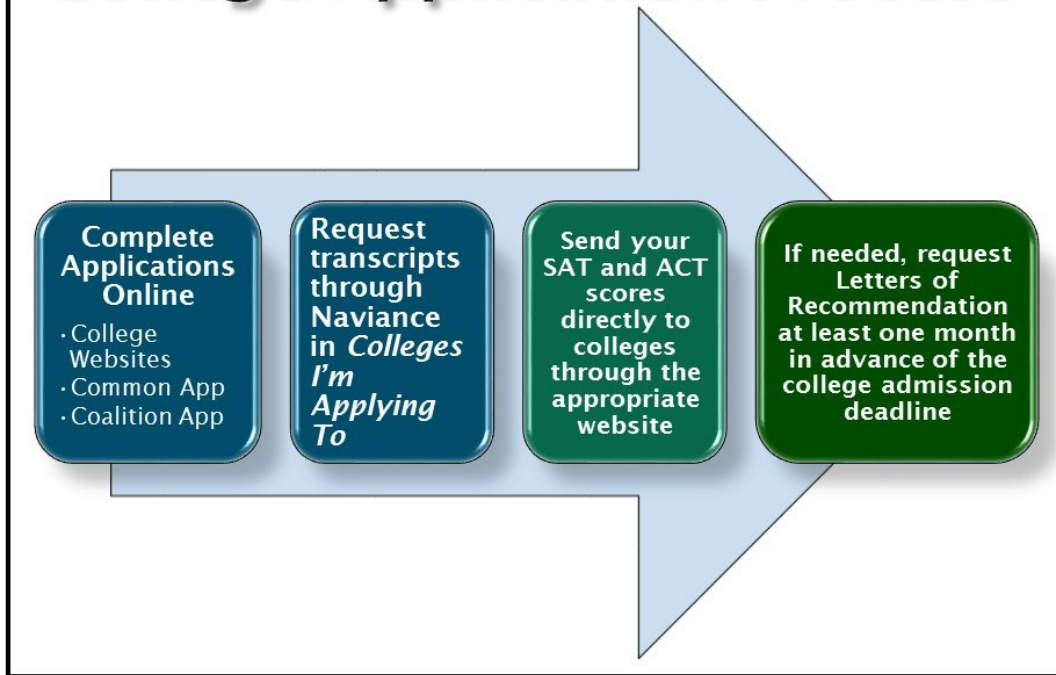 Complete
Applications
Online
· College
Websites
· Common App
· Coalition App
Request
transcripts
through
Naviance
in Colleges
I'm
Applying
To
Send your
SAT and ACT
scores
directly to
colleges
through the
appropriate
website
If needed, request
Letters of
Recommendation
at least one month
in advance of the
college admission
deadline